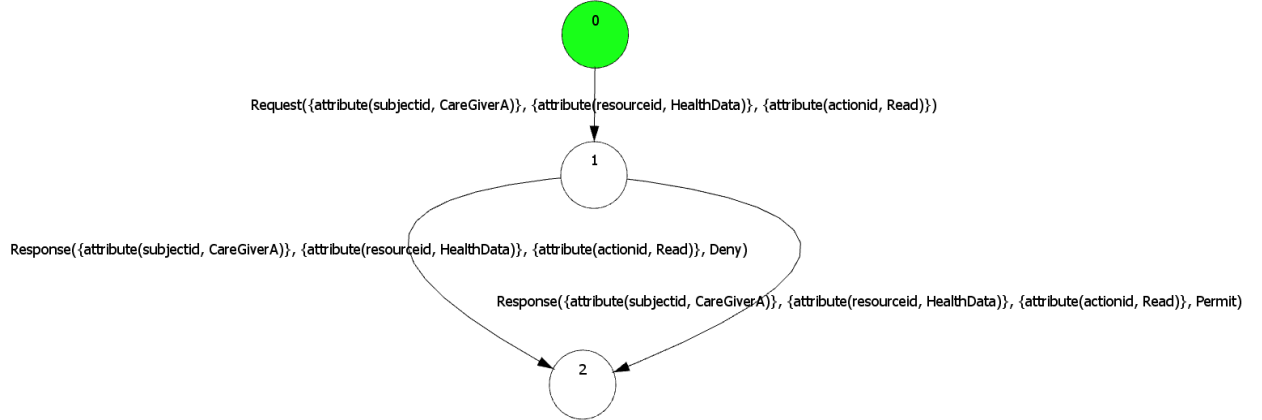 0
Request({attribute(subjectid, CareGiverA)}, {attribute(resourceid, HealthData)}, {attribute(actionid, Read)})
1
Response({attribute(subjectid, CareGiverA)}, {attribute(resourceid, HealthData)}, {attribute(actionid, Read)}, Deny)
Response({attribute(subjectid, CareGiverA)}, {attribute(resourceid, HealthData)}, {attribute(actionid, Read)}, Permit)
2